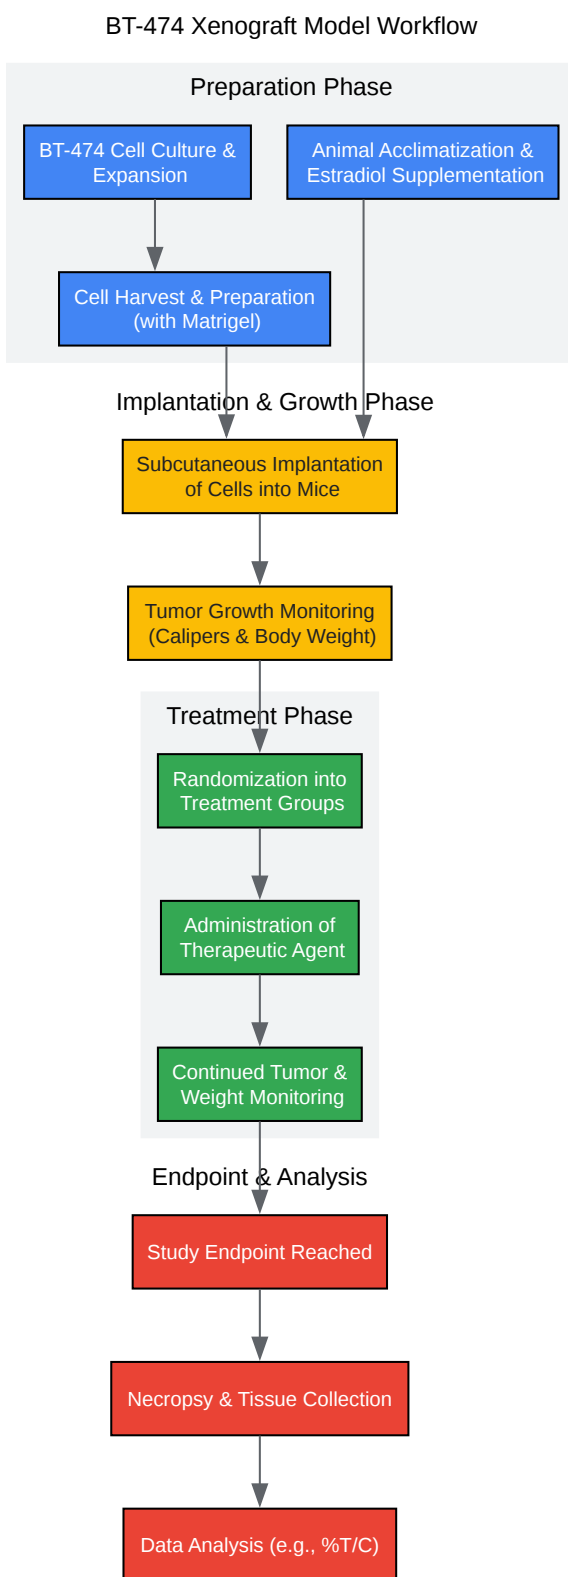 BT-474 Xenograft Model Workflow
Preparation Phase
BT-474 Cell Culture &
Expansion
Animal Acclimatization &
Estradiol Supplementation
Cell Harvest & Preparation
(with Matrigel)
Implantation & Growth Phase
Subcutaneous Implantation
of Cells into Mice
Tumor Growth Monitoring
(Calipers & Body Weight)
Treatment Phase
Randomization into
Treatment Groups
Administration of
Therapeutic Agent
Continued Tumor &
Weight Monitoring
Endpoint & Analysis
Study Endpoint Reached
Necropsy & Tissue Collection
Data Analysis (e.g., %T/C)